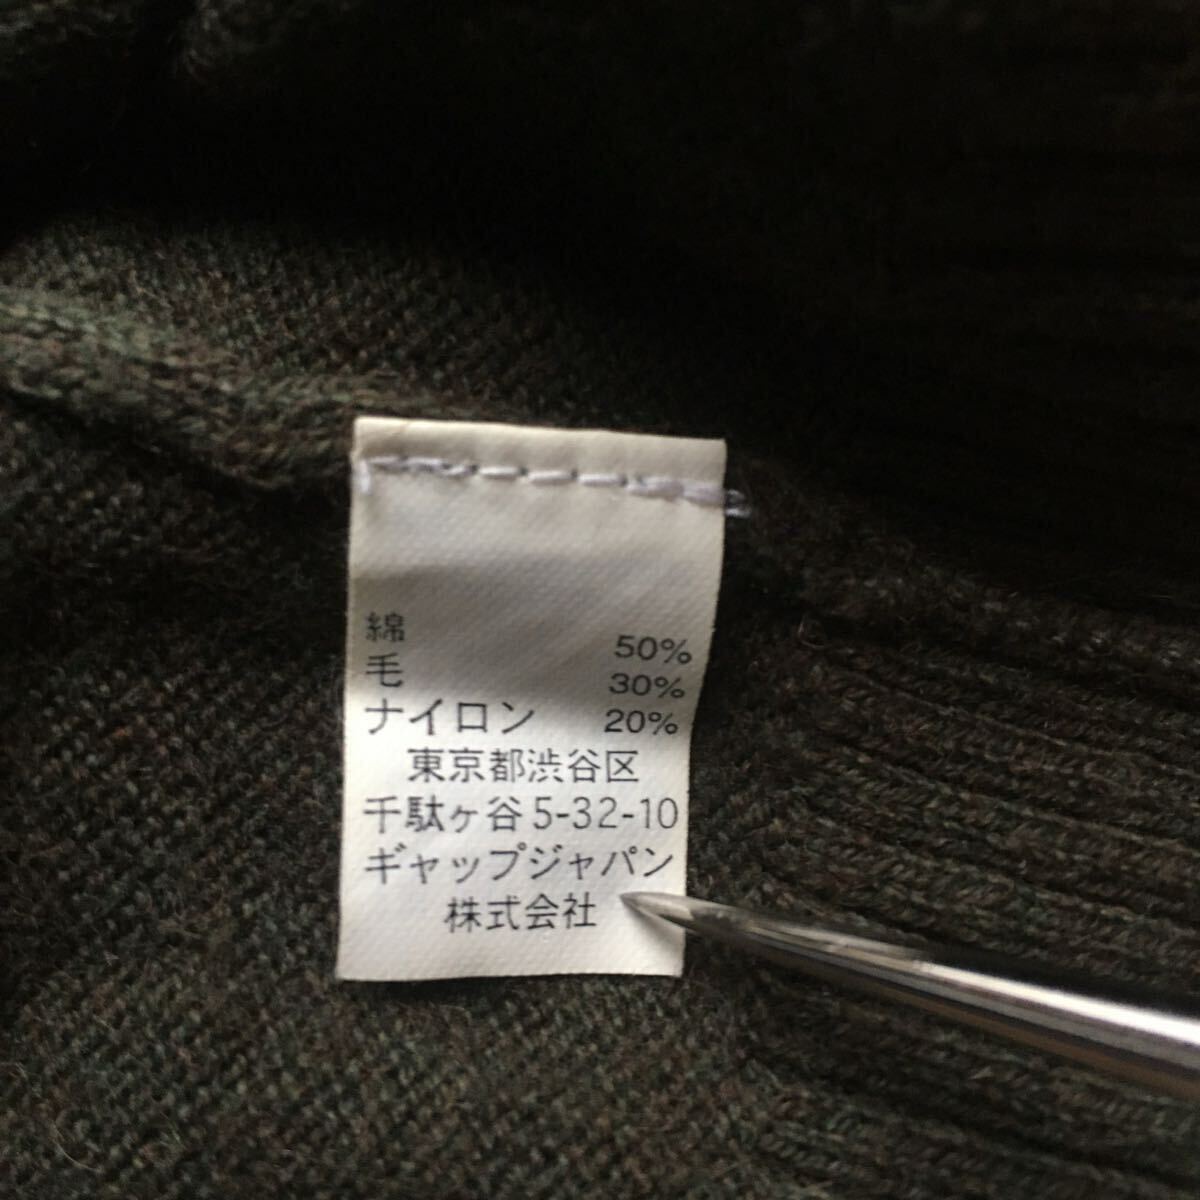 綿 50%
毛 30%
ナイロン 20%
東京都渋谷区
千駄ヶ谷5-32-10
ギャップジャパン
株式会社